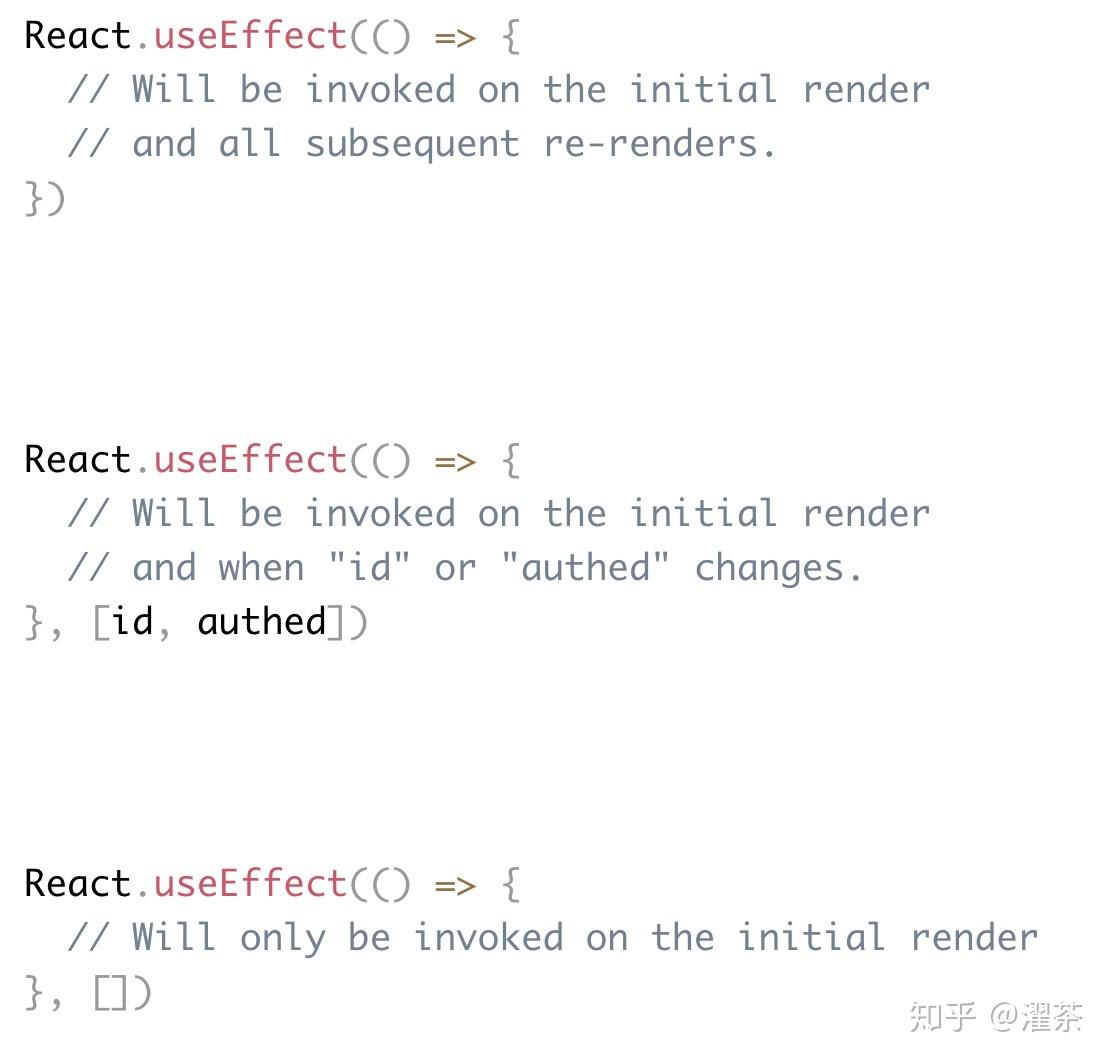 React.useEffect(() => {
  // Will be invoked on the initial render
  // and all subsequent re-renders.
})
React.useEffect(() => {
  // Will be invoked on the initial render
  // and when "id" or "authed" changes.
}, [id, authed])
React.useEffect(() => {
  // Will only be invoked on the initial render
}, [])
知乎 @濯茶